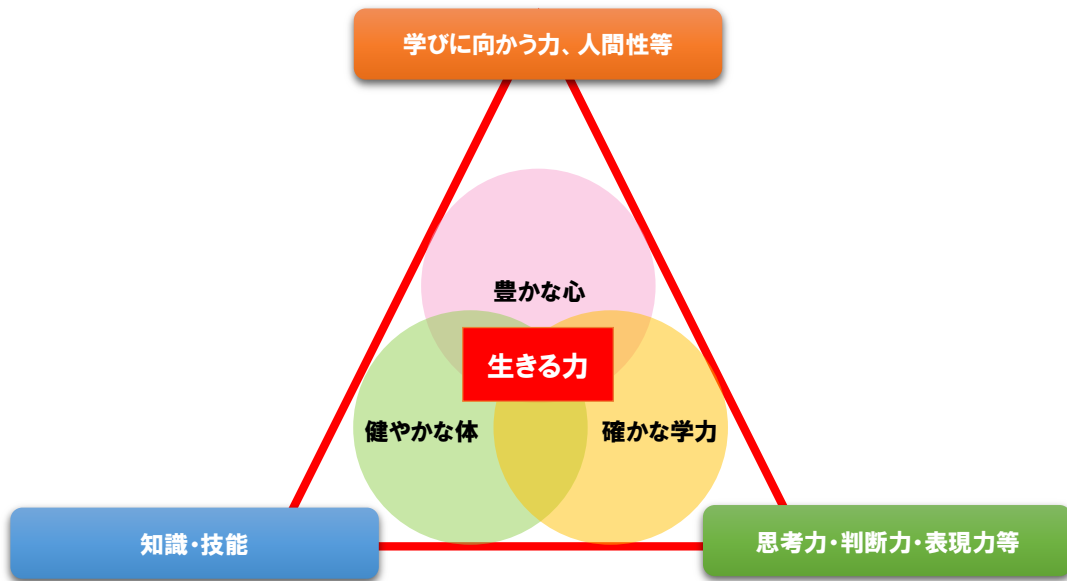 学びに向かう力、人間性等
豊かな心
生きる力
健やかな体
確かな学力
知識・技能
思考力・判断力・表現力等